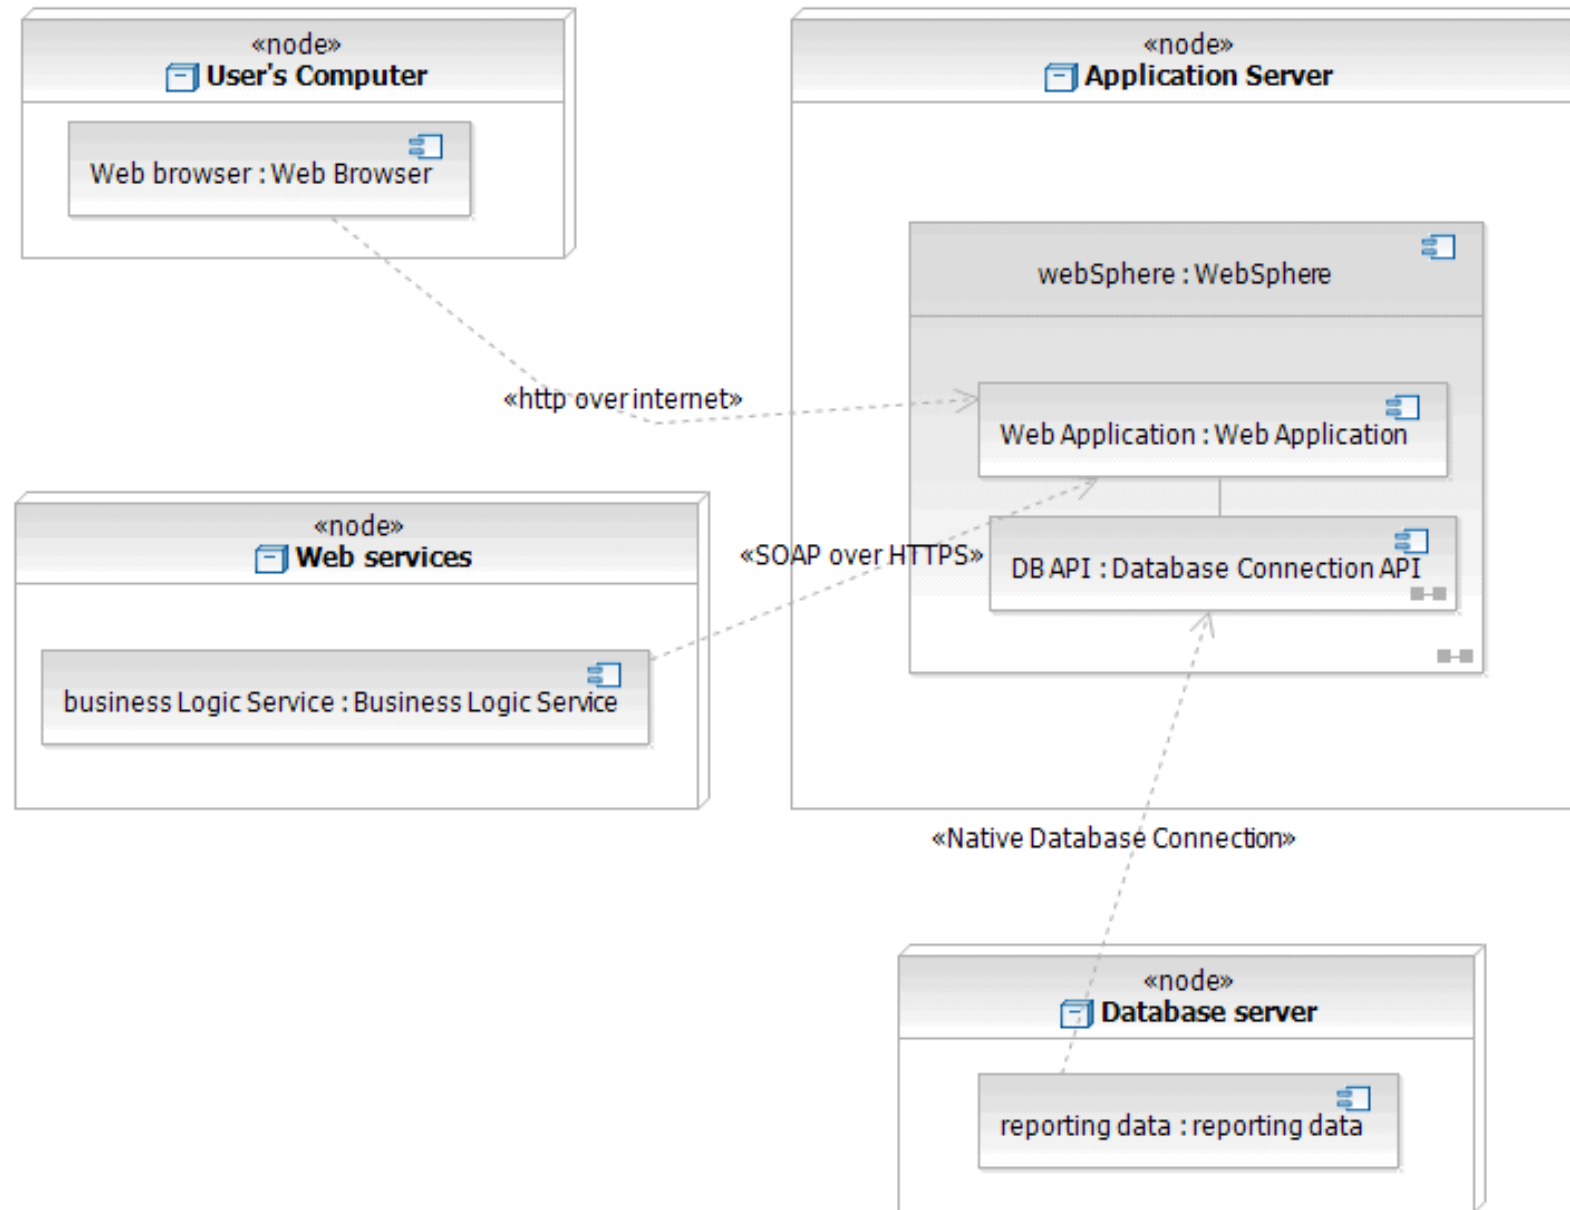 «node»
User's Computer
Web browser : Web Browser
«node»
Application Server
webSphere : WebSphere
«http over internet»
Web Application : Web Application
«node»
Web services
«SOAP over HTTPS»
DB API : Database Connection API
business Logic Service : Business Logic Service
«Native Database Connection»
«node»
Database server
reporting data : reporting data